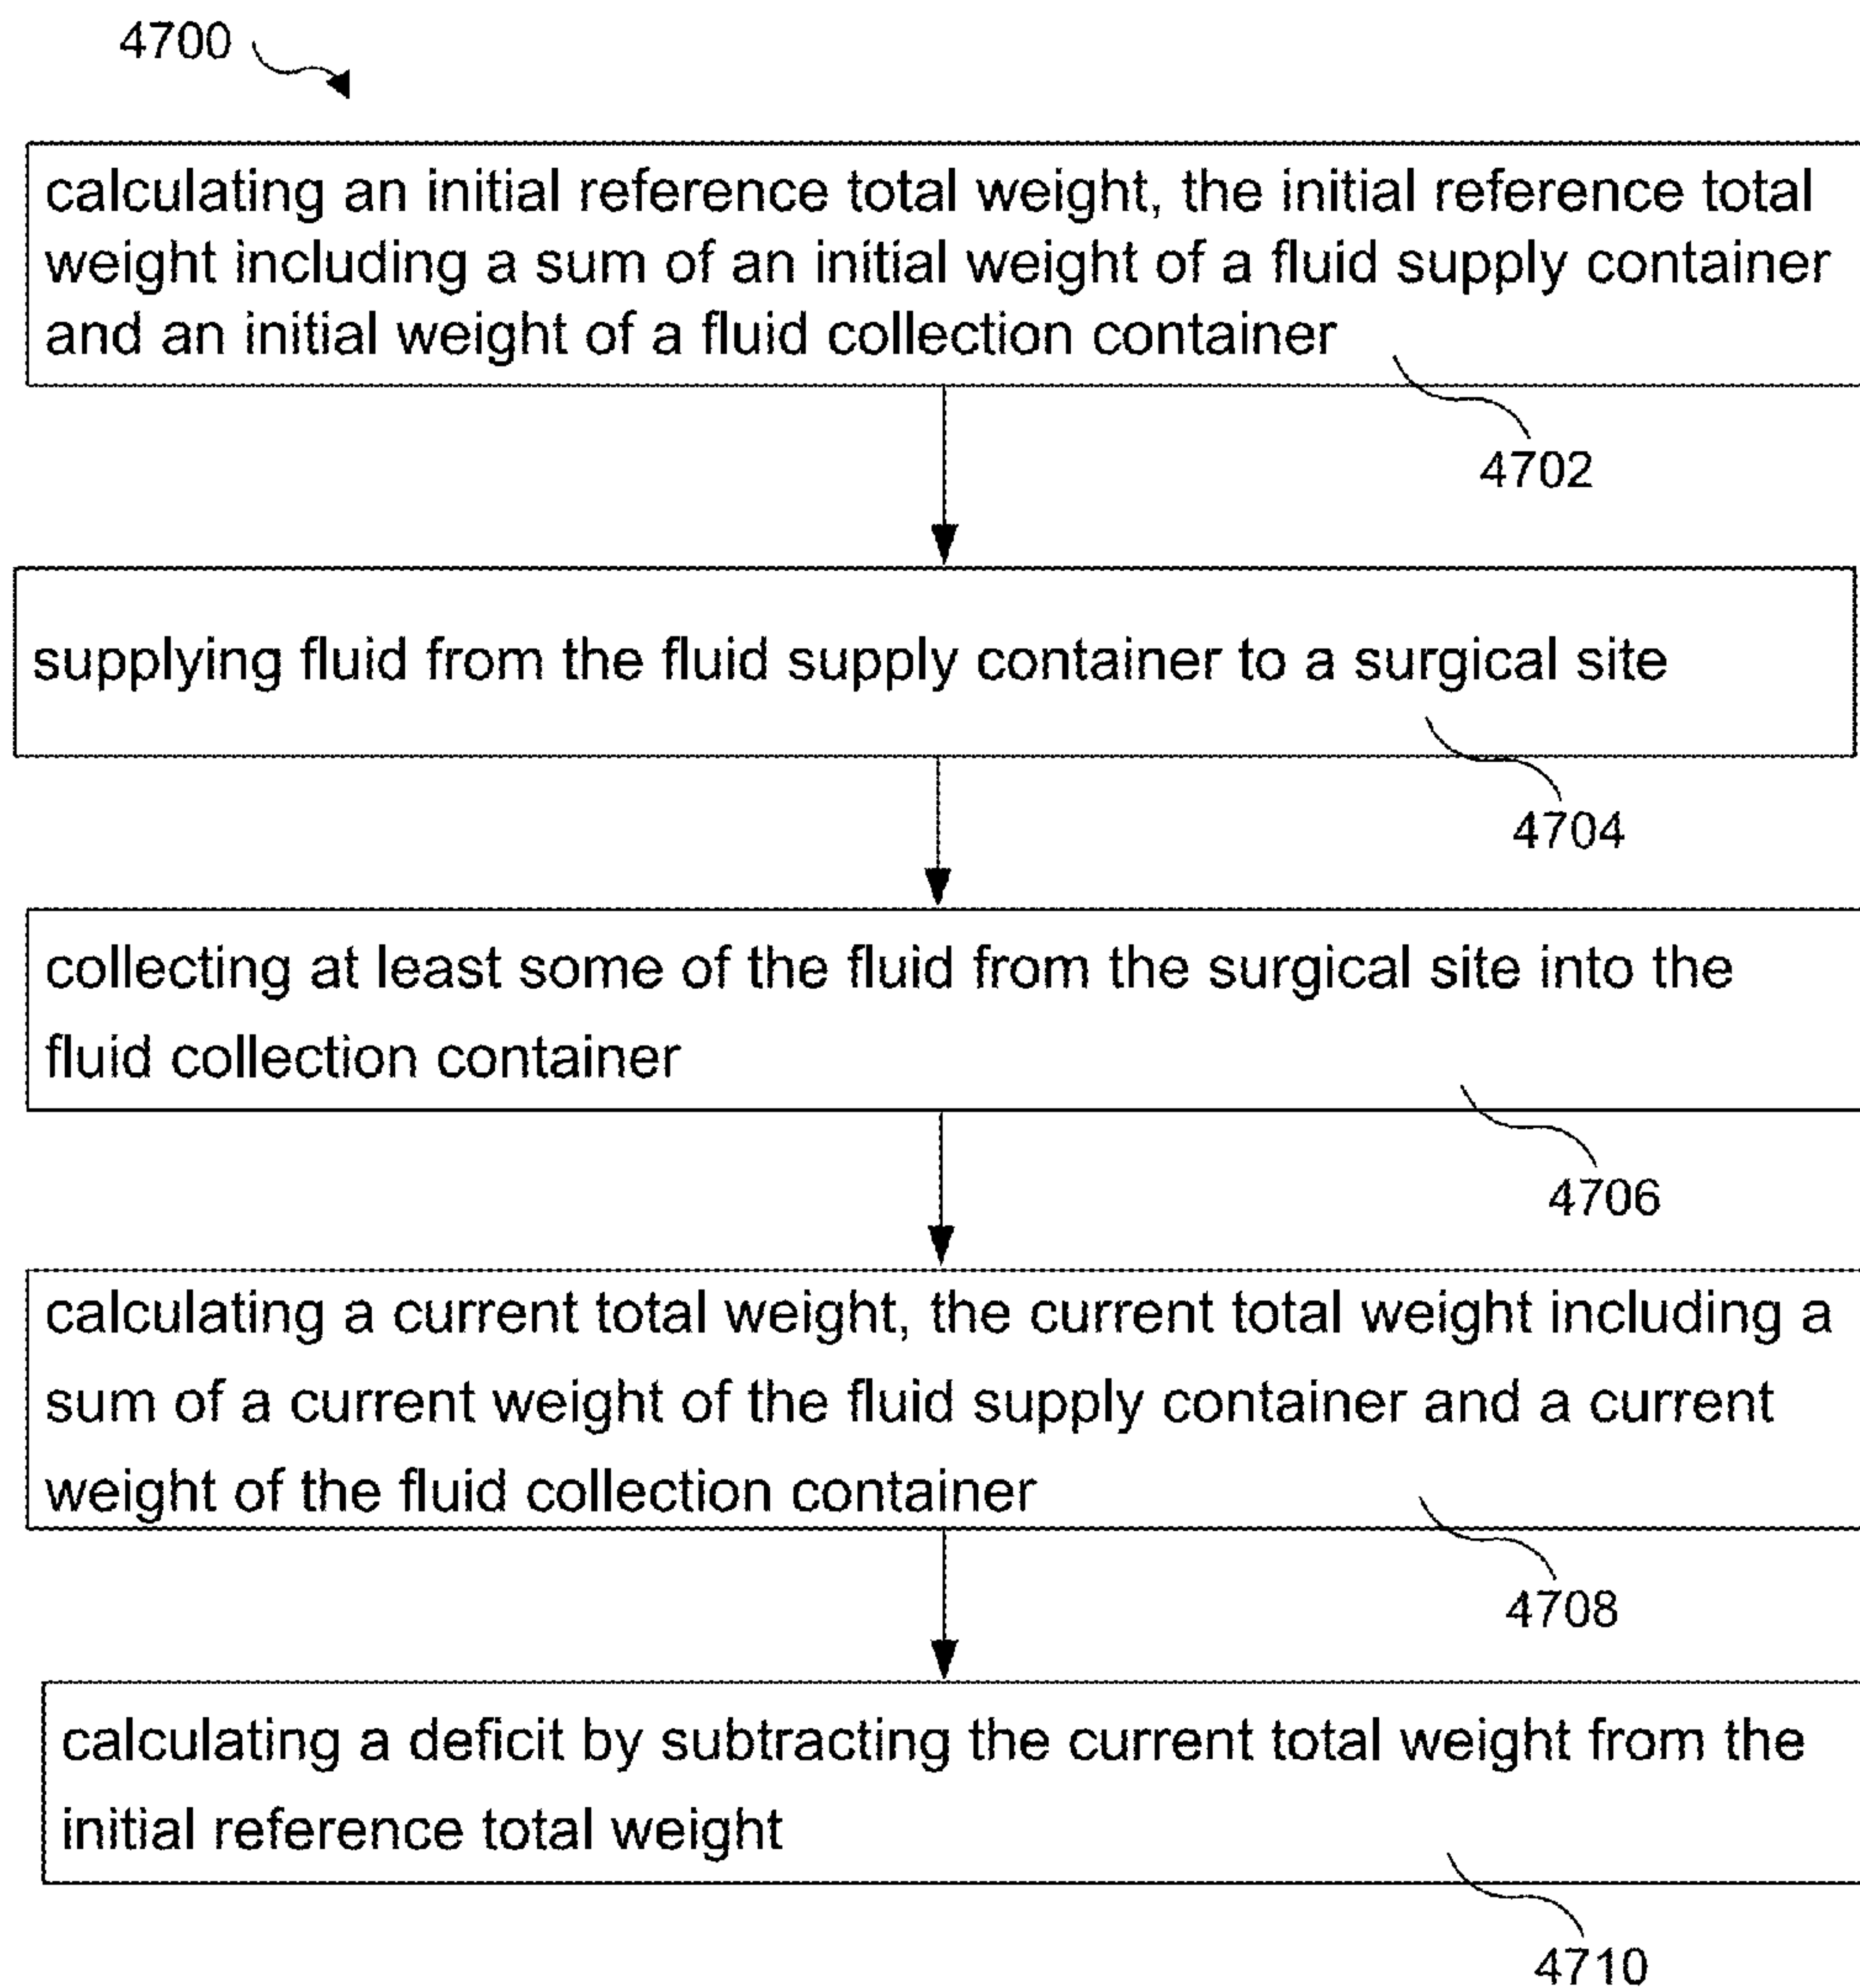 4700
calculating an initial reference total weight, the initial reference total
weight including a sum of an initial weight of a fluid supply container
and an initial weight of a fluid collection container
4702
supplying fluid from the fluid supply container to a surgical site
4704
collecting at least some of the fluid from the surgical site into the
fluid collection container
4706
calculating a current total weight, the current total weight including a
sum of a current weight of the fluid supply container and a current
weight of the fluid collection container
4708
calculating a deficit by subtracting the current total weight from the
initial reference total weight
4710